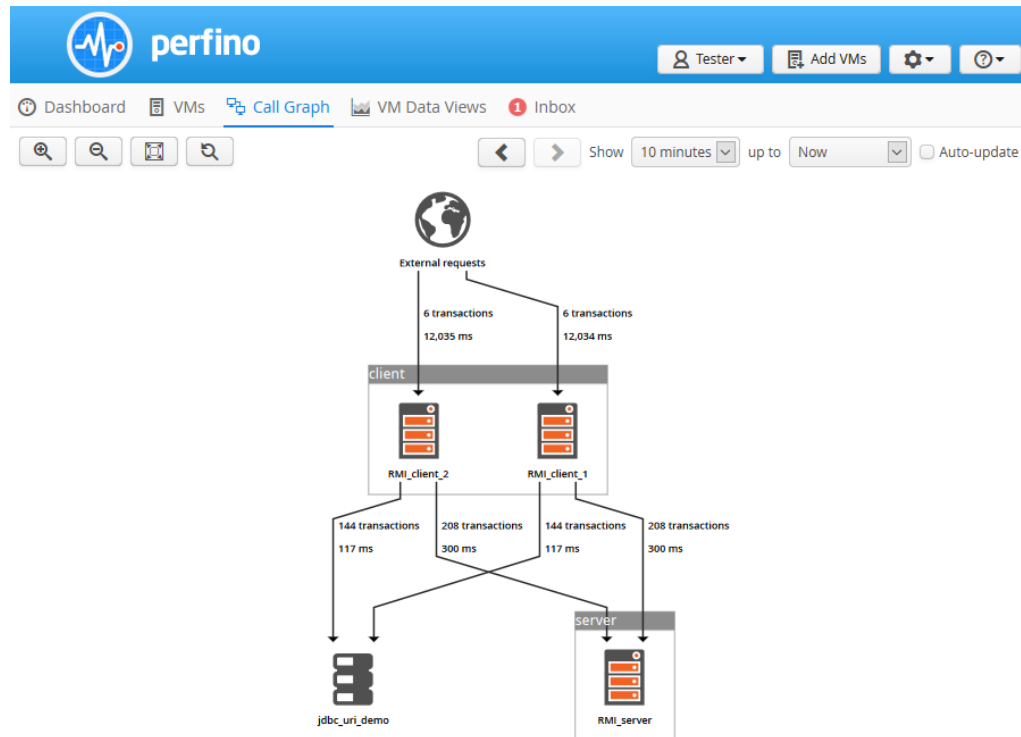 perfino
Tester Add VMs
Dashboard VMs Call Graph VM Data Views 1 Inbox
Show 10 minutes up to Now Auto-update
External requests
6 transactions 6 transactions
12,035 ms 12,034 ms
client
RMI_client_2 RMI_client_1
144 transactions 208 transactions 144 transactions 208 transactions
117 ms 300 ms 117 ms 300 ms
server
jdbc_uri_demo RMI_server